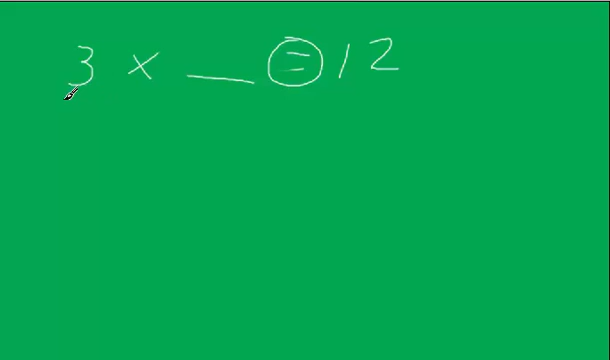 3 x ___ = 12